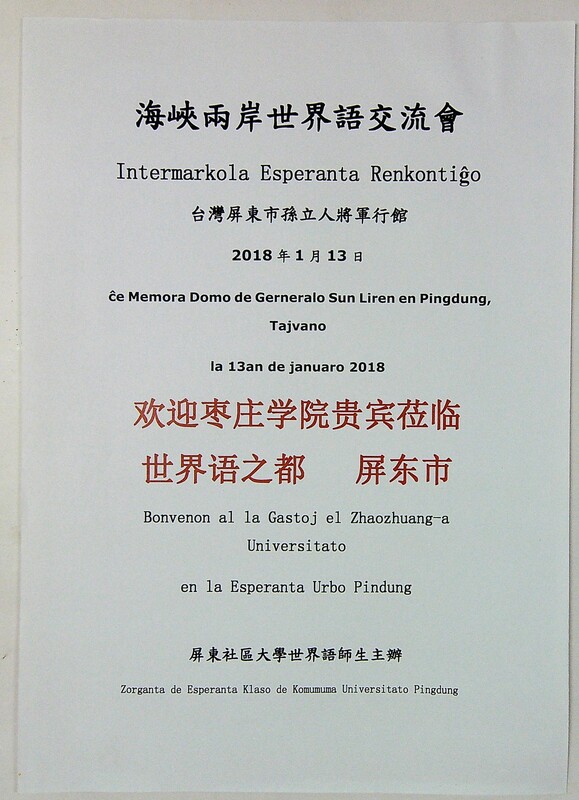 海峽兩岸世界語交流會
Intermarkola Esperanta Renkontiĝo
台灣屏東市孫立人將軍行館
2018 年 1 月 13 日
ĉe Memora Domo de Gerneralo Sun Liren en Pingdung,
Tajvano
la 13an de januaro 2018
欢迎枣庄学院贵宾莅临
世界语之都 屏东市
Bonvenon al la Gastoj el Zhaozhuang-a
Universitato
en la Esperanta Urbo Pindung
屏東社區大學世界語師生主辦
Zorganta de Esperanta Klaso de Komumuma Universitato Pingdung